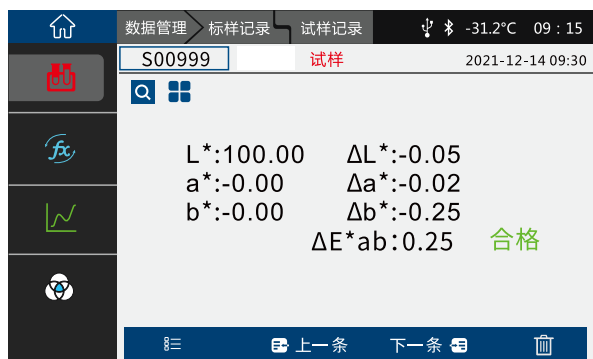 数据管理 标样记录 试样记录 -31.2°C 09：15
S00999 试样 2021-12-14 09:30
fx
L*:100.00 ΔL*:-0.05
a*:-0.00 Δa*:-0.02
b*:-0.00 Δb*:-0.25
ΔE*ab:0.25 合格
上一条 下一条